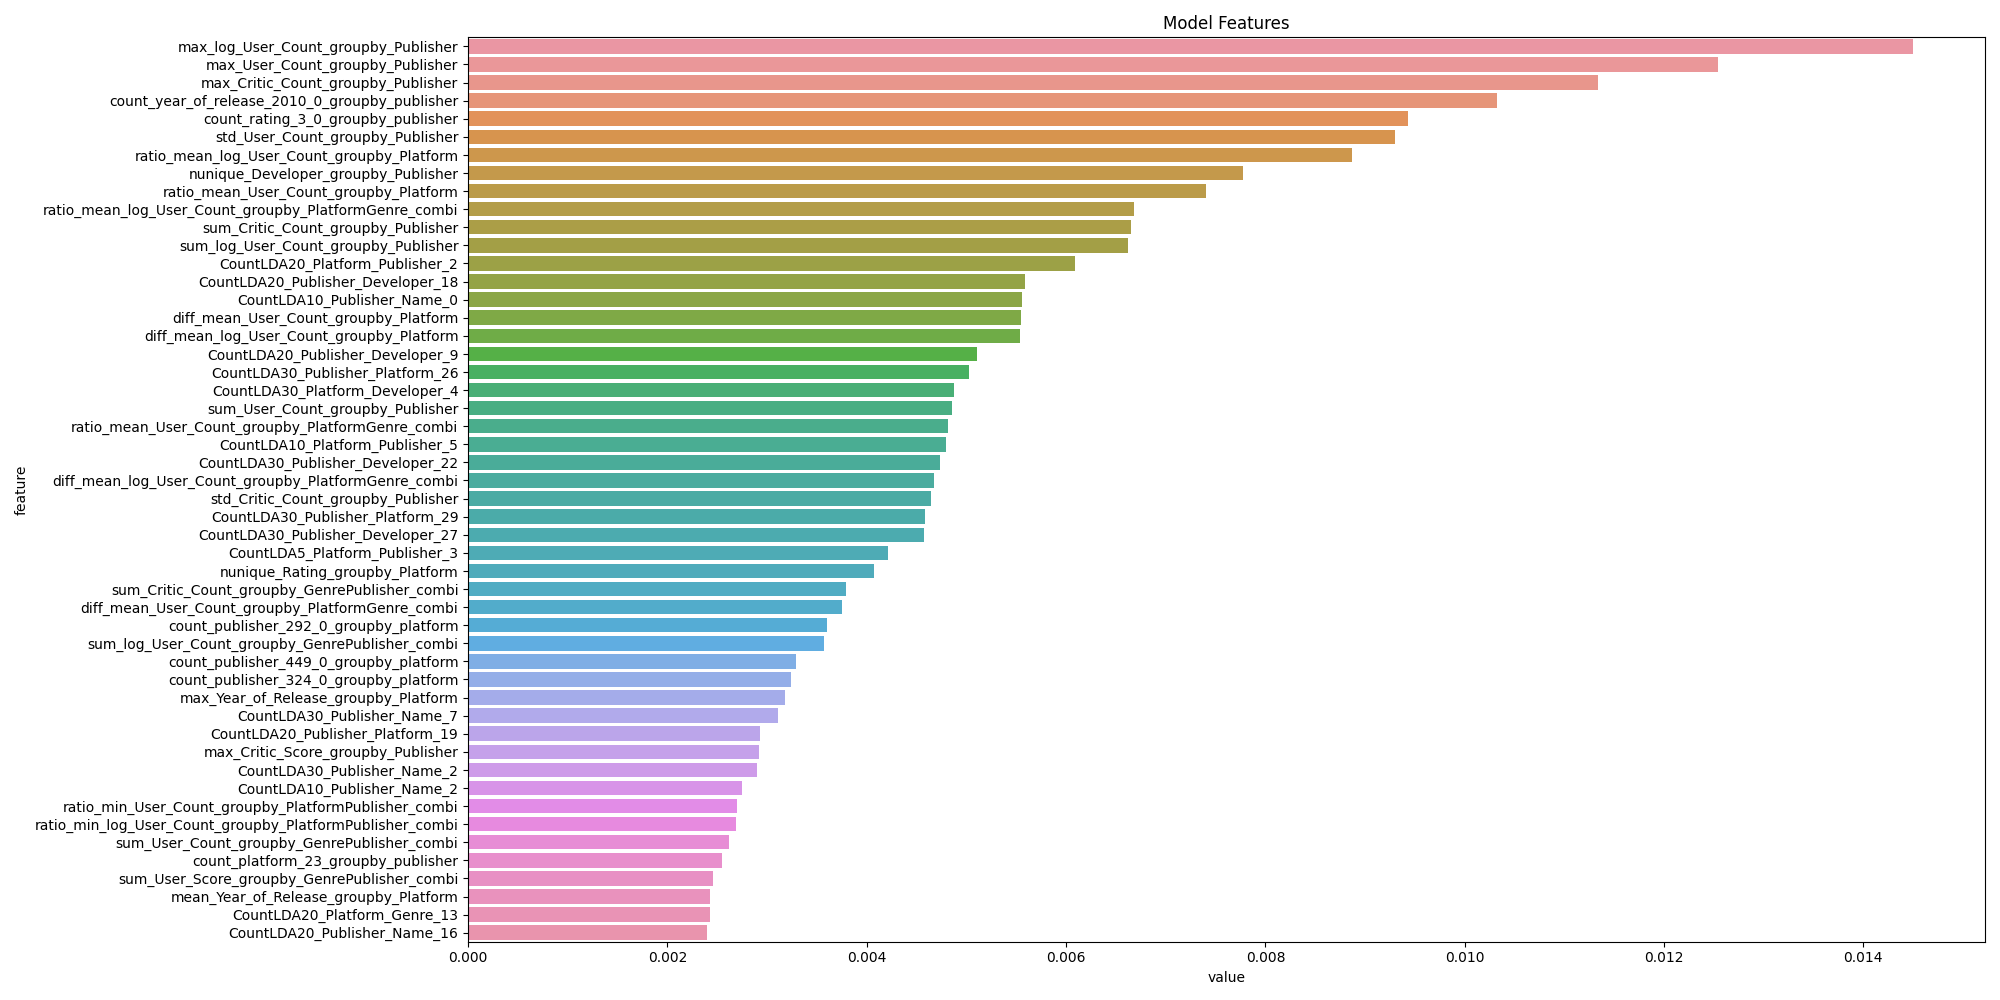 Model Features
max_log_User_Count_groupby_Publisher
max_User_Count_groupby_Publisher
max_Critic_Count_groupby_Publisher
count_year_of_release_2010_0_groupby_publisher
count_rating_3_0_groupby_publisher
std_User_Count_groupby_Publisher
ratio_mean_log_User_Count_groupby_Platform
nunique_Developer_groupby_Publisher
ratio_mean_User_Count_groupby_Platform
ratio_mean_log_User_Count_groupby_PlatformGenre_combi
sum_Critic_Count_groupby_Publisher
sum_log_User_Count_groupby_Publisher
CountLDA20_Platform_Publisher_2
CountLDA20_Publisher_Developer_18
CountLDA10_Publisher_Name_0
diff_mean_User_Count_groupby_Platform
diff_mean_log_User_Count_groupby_Platform
CountLDA20_Publisher_Developer_9
CountLDA30_Publisher_Platform_26
CountLDA30_Platform_Developer_4
sum_User_Count_groupby_Publisher
ratio_mean_User_Count_groupby_PlatformGenre_combi
CountLDA10_Platform_Publisher_5
CountLDA30_Publisher_Developer_22
diff_mean_log_User_Count_groupby_PlatformGenre_combi
std_Critic_Count_groupby_Publisher
CountLDA30_Publisher_Platform_29
CountLDA30_Publisher_Developer_27
CountLDA5_Platform_Publisher_3
nunique_Rating_groupby_Platform
sum_Critic_Count_groupby_GenrePublisher_combi
diff_mean_User_Count_groupby_PlatformGenre_combi
count_publisher_292_0_groupby_platform
sum_log_User_Count_groupby_GenrePublisher_combi
count_publisher_449_0_groupby_platform
count_publisher_324_0_groupby_platform
max_Year_of_Release_groupby_Platform
CountLDA30_Publisher_Name_7
CountLDA20_Publisher_Platform_19
max_Critic_Score_groupby_Publisher
CountLDA30_Publisher_Name_2
CountLDA10_Publisher_Name_2
ratio_min_User_Count_groupby_PlatformPublisher_combi
ratio_min_log_User_Count_groupby_PlatformPublisher_combi
sum_User_Count_groupby_GenrePublisher_combi
count_platform_23_groupby_publisher
sum_User_Score_groupby_GenrePublisher_combi
mean_Year_of_Release_groupby_Platform
CountLDA20_Platform_Genre_13
CountLDA20_Publisher_Name_16
feature
0.000 0.002 0.004 0.006 0.008 0.010 0.012 0.014
value